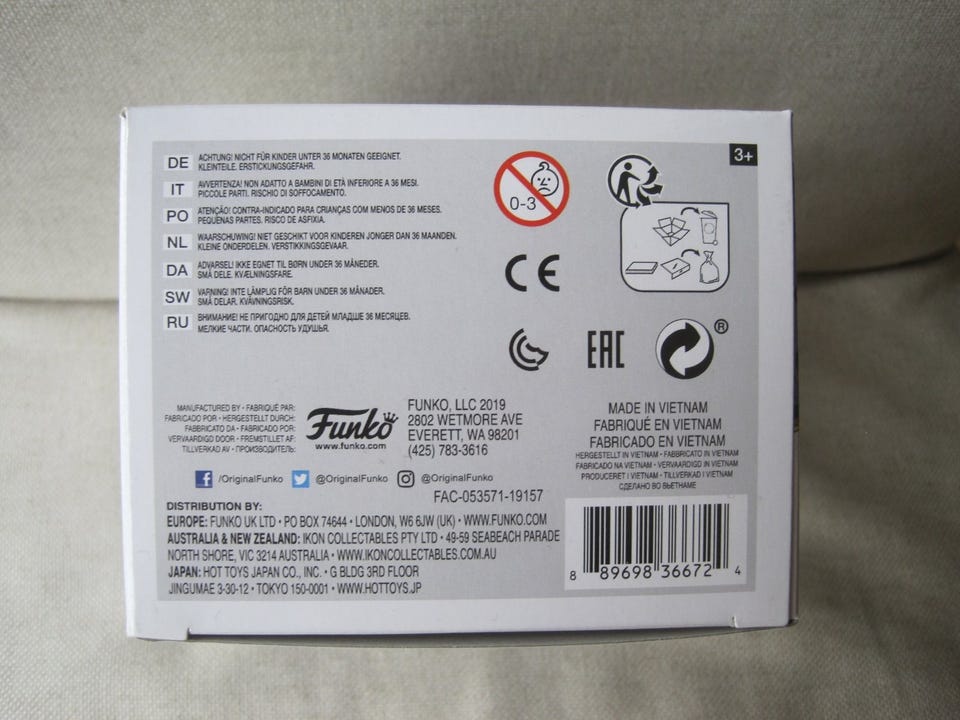 DE ACHTUNG! NICHT FÜR KINDER UNTER 36 MONATEN GEEIGNET.
KLEINTEILE. ERSTICKUNGSGEFAHR.
IT AVVERTENZA! NON ADATTO A BAMBINI DI ETÀ INFERIORE A 36 MESI.
PICCOLE PARTI. RISCHIO DI SOFFOCAMENTO.
PO ATENÇÃO! CONTRA-INDICADO PARA CRIANÇAS COM MENOS DE 36 MESES.
PEQUENAS PARTES. RISCO DE ASFIXIA.
NL WAARSCHUWING! NIET GESCHIKT VOOR KINDEREN JONGER DAN 36 MAANDEN.
KLEINE ONDERDELEN. VERSTIKKINGSGEVAAR.
DA ADVARSEL! IKKE EGNET TIL BØRN UNDER 36 MÅNEDER.
SMÅ DELE. KVÆLNINGSFARE.
SW VARNING! INTE LÄMPLIG FÖR BARN UNDER 36 MÅNADER.
SMÅ DELAR. KVÄVNINGSRISK.
RU ВНИМАНИЕ! НЕ ПРИГОДНО ДЛЯ ДЕТЕЙ МЛАДШЕ 36 МЕСЯЦЕВ.
МЕЛКИЕ ЧАСТИ. ОПАСНОСТЬ УДУШЬЯ.
0-3
3+
CE
EAC
®
MANUFACTURED BY • FABRIQUÉ PAR:
FABRICADO POR • HERGESTELLT DURCH:
FABBRICATO DA • FABRICADO POR:
VERVAARDIGD DOOR • FREMSTILLET AF:
TILLVERKAD AV • ПРОИЗВОДИТЕЛЬ:
Funko
www.funko.com
FUNKO, LLC 2019
2802 WETMORE AVE
EVERETT, WA 98201
(425) 783-3616
MADE IN VIETNAM
FABRIQUÉ EN VIETNAM
FABRICADO EN VIETNAM
HERGESTELLT IN VIETNAM • FABBRICATO IN VIETNAM
FABRICADO NA VIETNAM • VERVAARDIGD IN VIETNAM
PRODUCERET I VIETNAM • TILLVERKAD I VIETNAM
СДЕЛАНО ВО ВЬЕТНАМЕ
/OriginalFunko @OriginalFunko @OriginalFunko
FAC-053571-19157
DISTRIBUTION BY:
EUROPE: FUNKO UK LTD • PO BOX 74644 • LONDON, W6 6JW (UK) • WWW.FUNKO.COM
AUSTRALIA & NEW ZEALAND: IKON COLLECTABLES PTY LTD • 49-59 SEABEACH PARADE
NORTH SHORE, VIC 3214 AUSTRALIA • WWW.IKONCOLLECTABLES.COM.AU
JAPAN: HOT TOYS JAPAN CO., INC. • G BLDG 3RD FLOOR
JINGUMAE 3-30-12 • TOKYO 150-0001 • WWW.HOTTOYS.JP
8 89698 36672 4